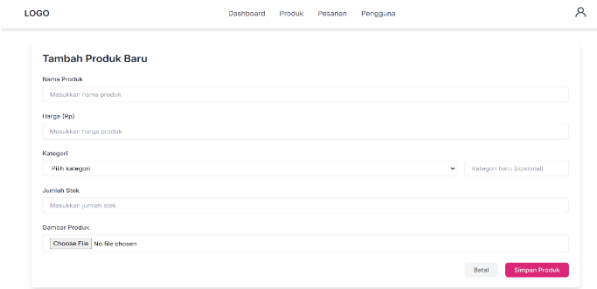 LOGO Dashboard Produk Pesanan Pengguna
Tambah Produk Baru
Nama Produk
Masukkan nama produk
Harga (Rp)
Masukkan harga produk
Kategori
Pilih kategori Kategori baru (opsional)
Jumlah Stok
Masukkan jumlah stok
Gambar Produk
Choose File No file chosen
Batal Simpan Produk